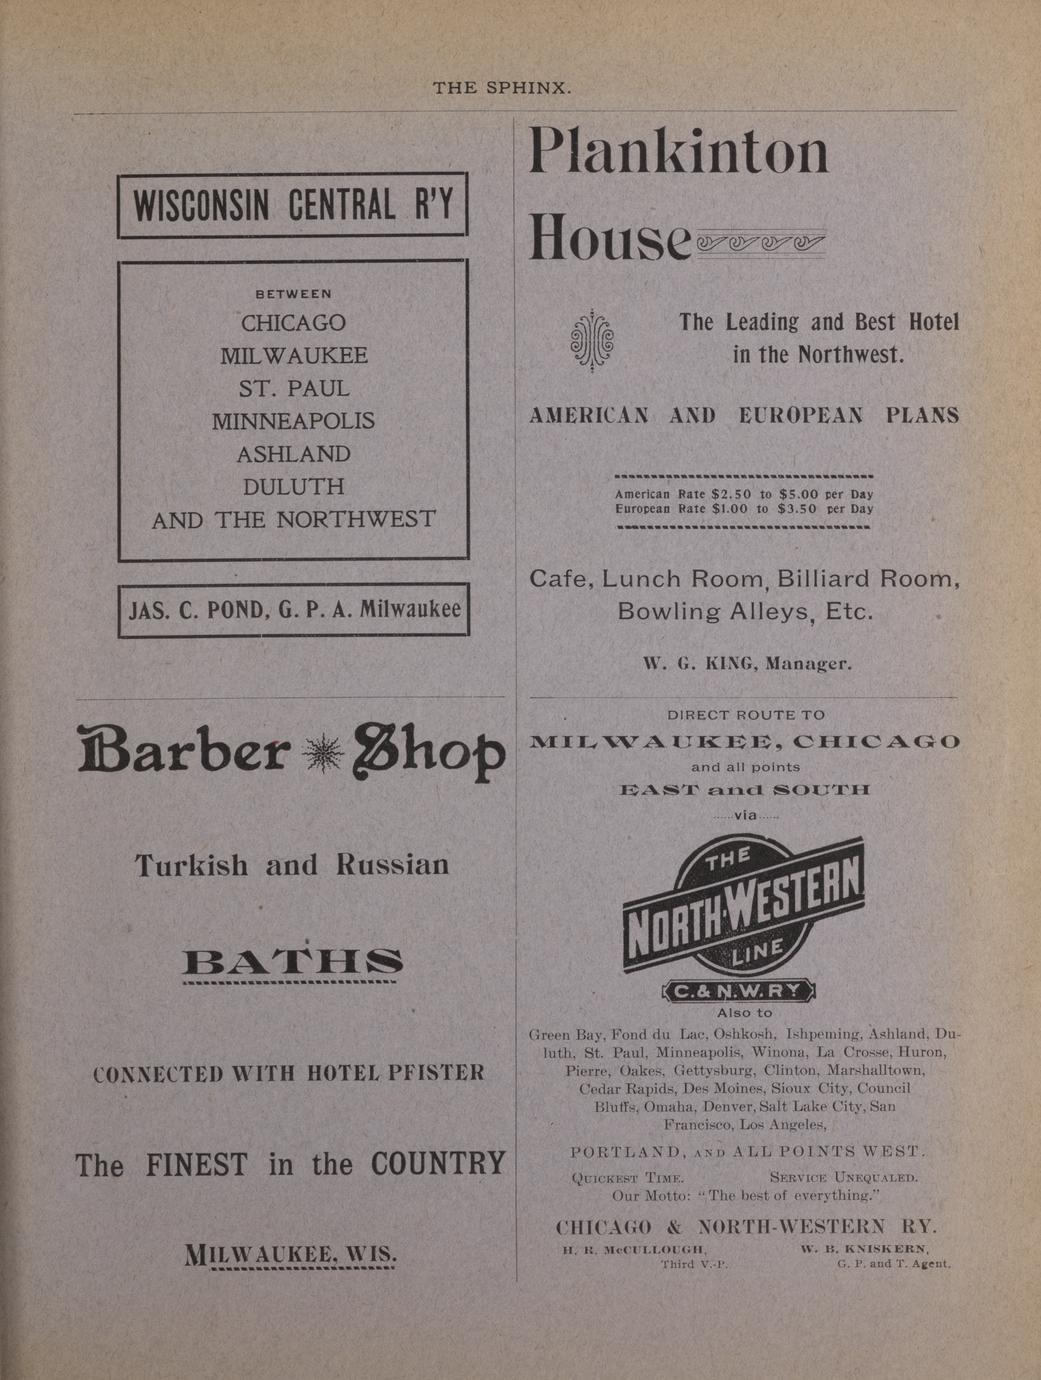 THE SPHINX.
WISCONSIN CENTRAL R'Y
BETWEEN
CHICAGO
MILWAUKEE
ST. PAUL
MINNEAPOLIS
ASHLAND
DULUTH
AND THE NORTHWEST
JAS. C. POND, G. P. A. Milwaukee
Plankinton
House
The Leading and Best Hotel
in the Northwest.
AMERICAN AND EUROPEAN PLANS
American Rate $2.50 to $5.00 per Day
European Rate $1.00 to $3.50 per Day
Cafe, Lunch Room, Billiard Room,
Bowling Alleys, Etc.
W. G. KING, Manager.
Barber Shop
Turkish and Russian
BATHS
CONNECTED WITH HOTEL PFISTER
The FINEST in the COUNTRY
MILWAUKEE, WIS.
DIRECT ROUTE TO
MILWAUKEE, CHICAGO
and all points
EAST and SOUTH
......via......
THE
NORTH-WESTERN
LINE
C. & N. W. RY
Also to
Green Bay, Fond du Lac, Oshkosh, Ishpeming, Ashland, Du-
luth, St. Paul, Minneapolis, Winona, La Crosse, Huron,
Pierre, Oakes, Gettysburg, Clinton, Marshalltown,
Cedar Rapids, Des Moines, Sioux City, Council
Bluffs, Omaha, Denver, Salt Lake City, San
Francisco, Los Angeles,
PORTLAND, AND ALL POINTS WEST.
QUICKEST TIME. SERVICE UNEQUALED.
Our Motto: "The best of everything."
CHICAGO & NORTH-WESTERN RY.
H. R. McCULLOUGH, W. B. KNISKERN,
Third V.-P. G. P. and T. Agent.